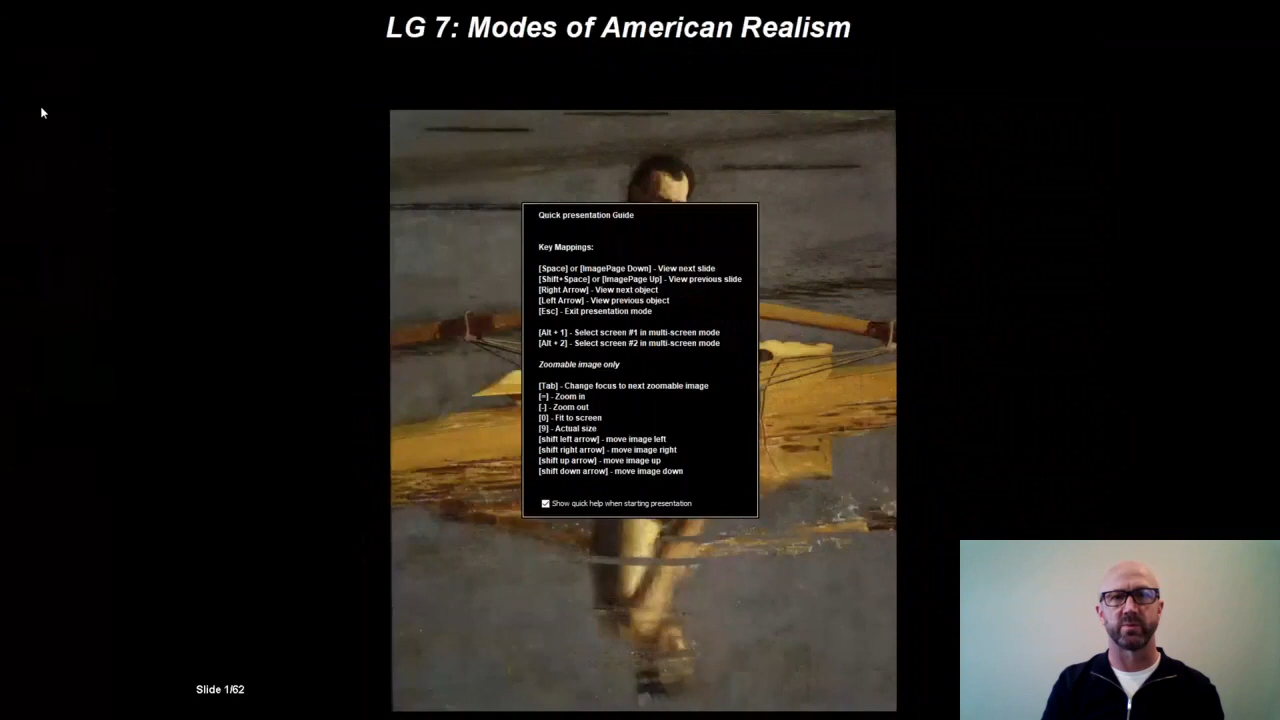 LG 7: Modes of American Realism
Quick presentation Guide
Key Mappings:
[Space] or [ImagePage Down] - View next slide
[Shift+Space] or [ImagePage Up] - View previous slide
[Right Arrow] - View next object
[Left Arrow] - View previous object
[Esc] - Exit presentation mode
[Alt + 1] - Select screen #1 in multi-screen mode
[Alt + 2] - Select screen #2 in multi-screen mode
Zoomable image only
[Tab] - Change focus to next zoomable image
[=] - Zoom in
[-] - Zoom out
[0] - Fit to screen
[9] - Actual size
[shift left arrow] - move image left
[shift right arrow] - move image right
[shift up arrow] - move image up
[shift down arrow] - move image down
Show quick help when starting presentation
Slide 1/62